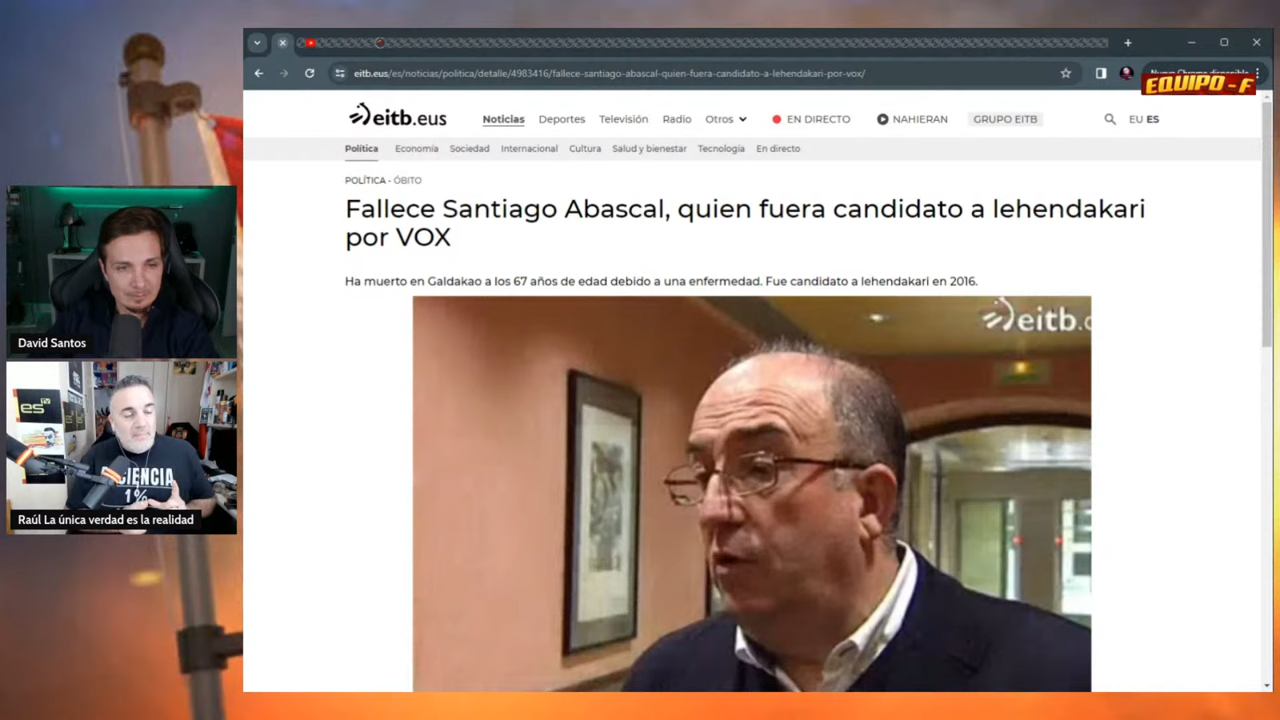 eitb.eus/es/noticias/politica/detalle/4983416/fallece-santiago-abascal-quien-fuera-candidato-a-lehendakari-por-vox/
EQUIPO-F
eitb.eus
Noticias Deportes Televisión Radio Otros EN DIRECTO NAHIERAN GRUPO EITB EU ES
Política Economía Sociedad Internacional Cultura Salud y bienestar Tecnología En directo
POLÍTICA - ÓBITO
Fallece Santiago Abascal, quien fuera candidato a lehendakari
por VOX
Ha muerto en Galdakao a los 67 años de edad debido a una enfermedad. Fue candidato a lehendakari en 2016.
eitb.
David Santos
es
CIENCIA
1%
Raúl La única verdad es la realidad